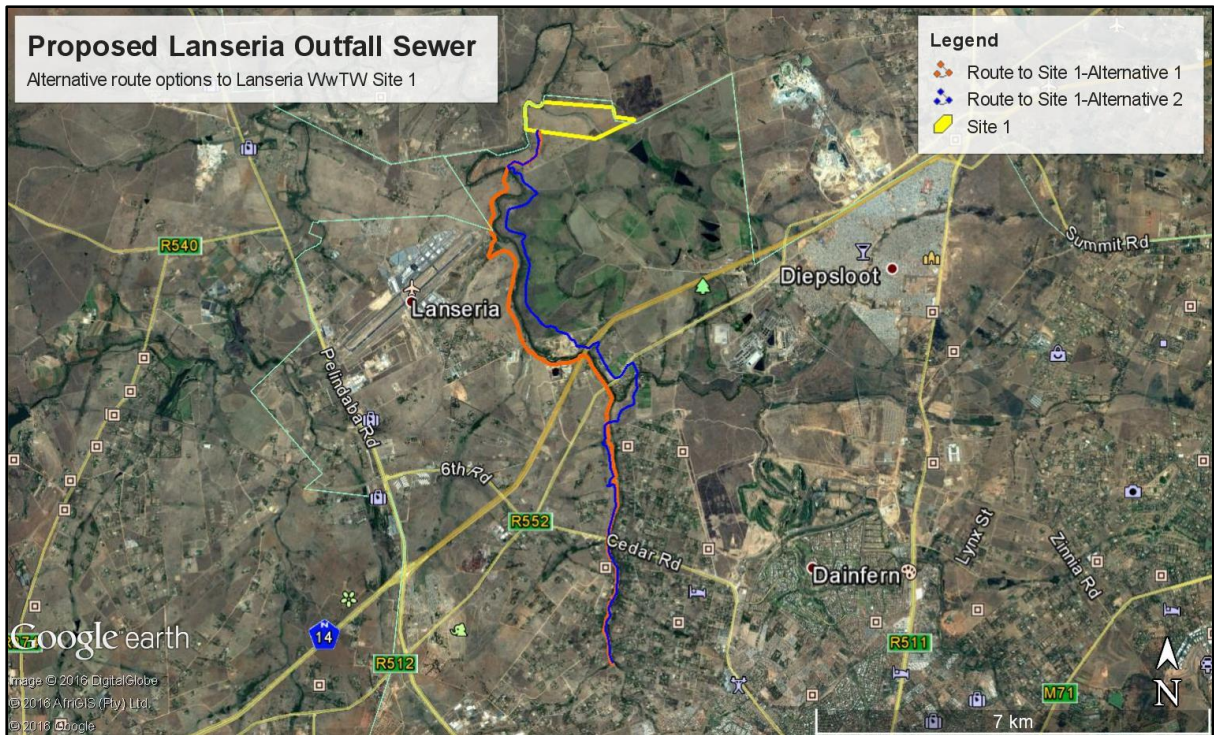 Proposed Lanseria Outfall Sewer
Alternative route options to Lanseria WwTW Site 1
Legend
Route to Site 1-Alternative 1
Route to Site 1-Alternative 2
Site 1
R540
Summit Rd
Diepsloot
Lanseria
Pelindaba Rd
6th Rd
R552
Cedar Rd
Lynx St
Zinnia Rd
Dainfern
Google earth
N
14
R512
R511
M71
N
Image © 2016 DigitalGlobe
© 2016 AfriGIS (Pty) Ltd.
© 2016 Google
7 km